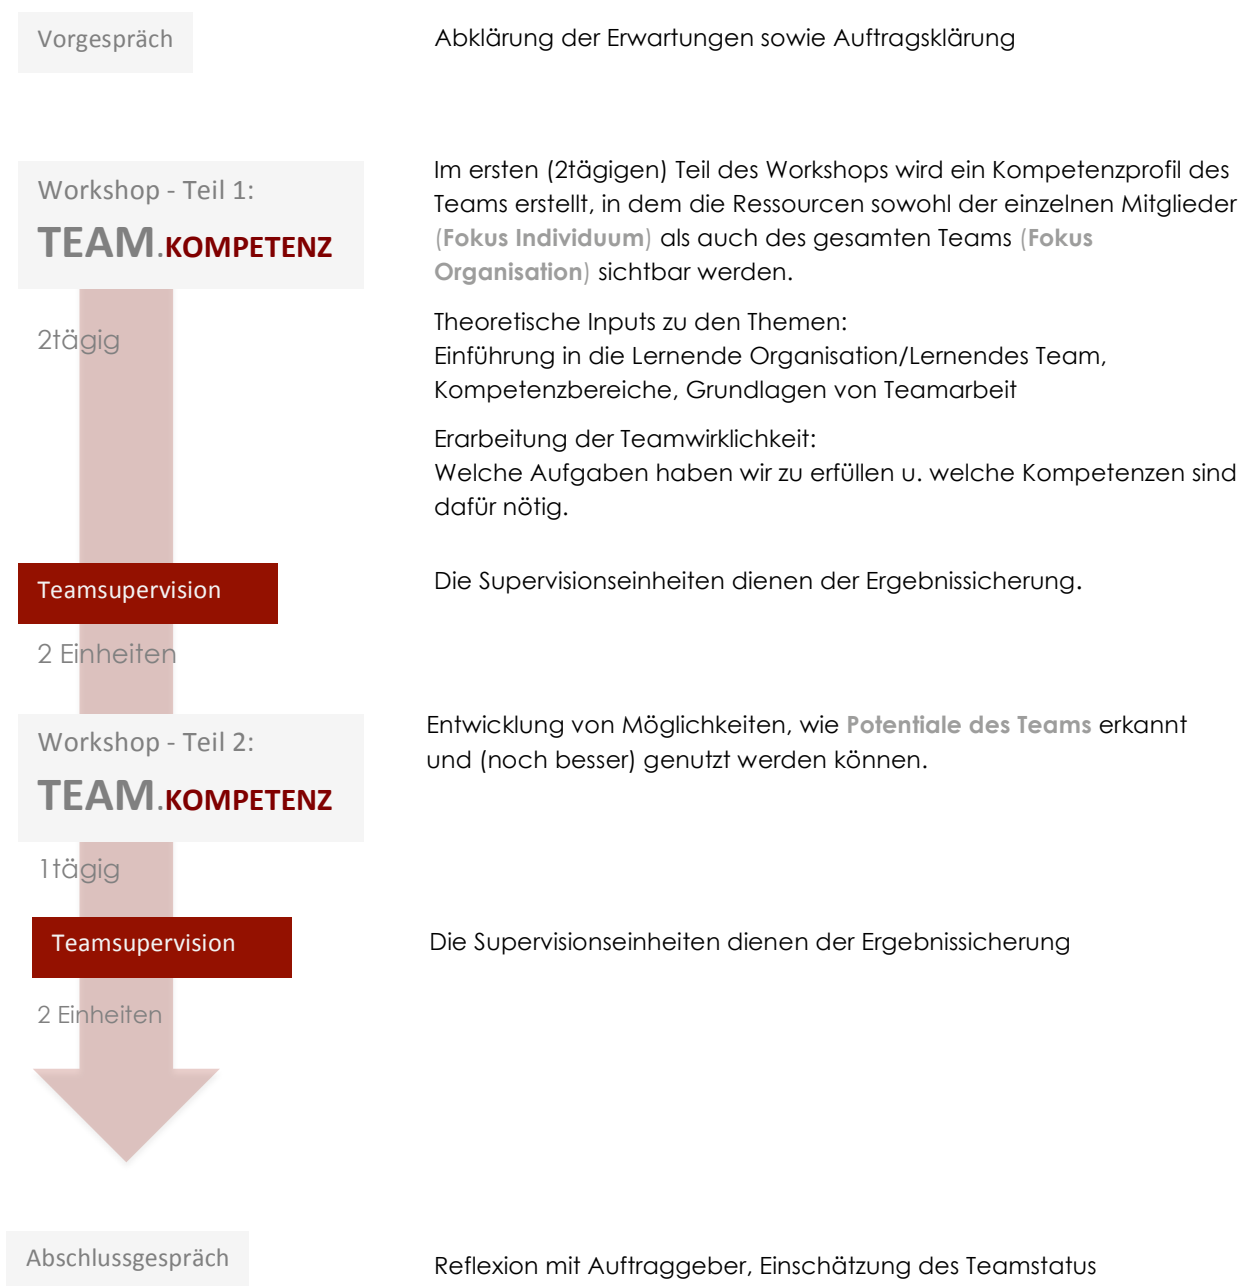 Vorgespräch
Abklärung der Erwartungen sowie Auftragsklärung
Workshop - Teil 1:
TEAM.KOMPETENZ
2tägig
Im ersten (2tägigen) Teil des Workshops wird ein Kompetenzprofil des
Teams erstellt, in dem die Ressourcen sowohl der einzelnen Mitglieder
(Fokus Individuum) als auch des gesamten Teams (Fokus
Organisation) sichtbar werden.
Theoretische Inputs zu den Themen:
Einführung in die Lernende Organisation/Lernendes Team,
Kompetenzbereiche, Grundlagen von Teamarbeit
Erarbeitung der Teamwirklichkeit:
Welche Aufgaben haben wir zu erfüllen u. welche Kompetenzen sind
dafür nötig.
Teamsupervision
2 Einheiten
Die Supervisionseinheiten dienen der Ergebnissicherung.
Workshop - Teil 2:
TEAM.KOMPETENZ
1tägig
Entwicklung von Möglichkeiten, wie Potentiale des Teams erkannt
und (noch besser) genutzt werden können.
Teamsupervision
2 Einheiten
Die Supervisionseinheiten dienen der Ergebnissicherung
Abschlussgespräch
Reflexion mit Auftraggeber, Einschätzung des Teamstatus